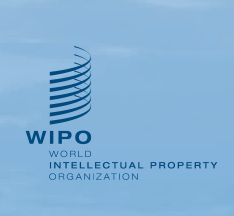 WIPO
WORLD
INTELLECTUAL PROPERTY
ORGANIZATION